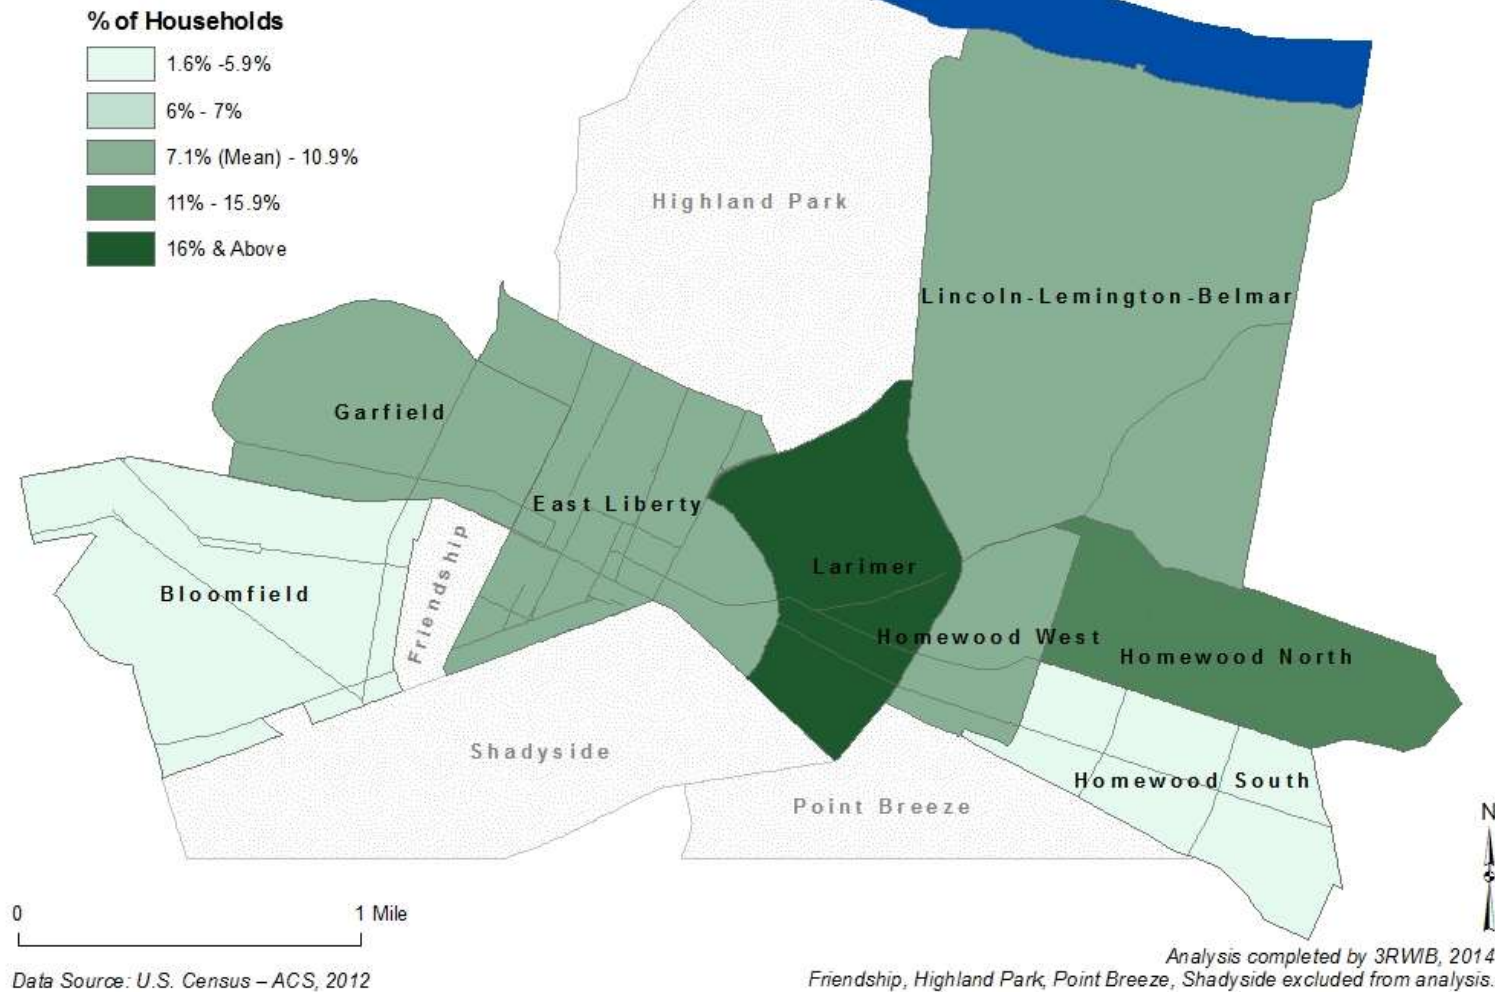 % of Households
1.6% -5.9%
6% - 7%
7.1% (Mean) - 10.9%
11% - 15.9%
16% & Above
Highland Park
Lincoln-Lemington-Belmar
Garfield
East Liberty
Friendship
Bloomfield
Larimer
Homewood West
Homewood North
Shadyside
Homewood South
Point Breeze
N
0 1 Mile
Data Source: U.S. Census – ACS, 2012
Analysis completed by 3RWIB, 2014
Friendship, Highland Park, Point Breeze, Shadyside excluded from analysis.